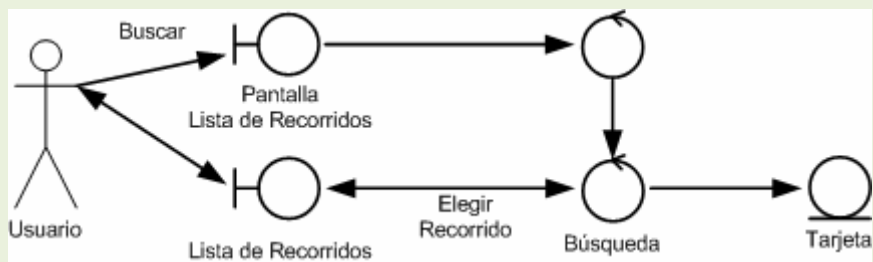 Buscar
Pantalla
Lista de Recorridos
Usuario
Lista de Recorridos
Elegir
Recorrido
Búsqueda
Tarjeta